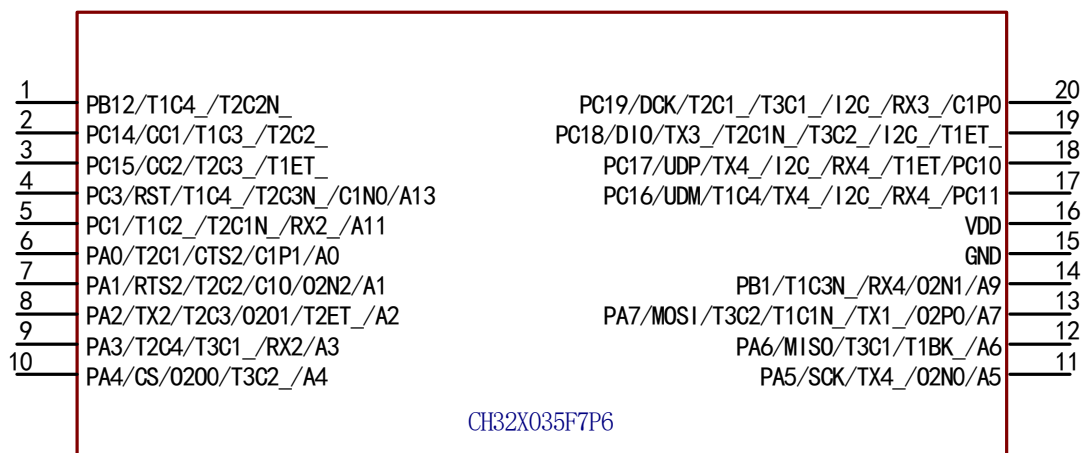 1 PB12/T1C4_/T2C2N_
2 PC14/CC1/T1C3_/T2C2_
3 PC15/CC2/T2C3_/T1ET_
4 PC3/RST/T1C4_/T2C3N_/C1N0/A13
5 PC1/T1C2_/T2C1N_/RX2_/A11
6 PA0/T2C1/CTS2/C1P1/A0
7 PA1/RTS2/T2C2/C1O/O2N2/A1
8 PA2/TX2/T2C3/O2O1/T2ET_/A2
9 PA3/T2C4/T3C1_/RX2/A3
10 PA4/CS/O2O0/T3C2_/A4
PC19/DCK/T2C1_/T3C1_/I2C_/RX3_/C1P0 20
PC18/DIO/TX3_/T2C1N_/T3C2_/I2C_/T1ET_ 19
PC17/UDP/TX4_/I2C_/RX4_/T1ET/PC10 18
PC16/UDM/T1C4/TX4_/I2C_/RX4_/PC11 17
VDD 16
GND 15
PB1/T1C3N_/RX4/O2N1/A9 14
PA7/MOSI/T3C2/T1C1N_/TX1_/O2P0/A7 13
PA6/MISO/T3C1/T1BK_/A6 12
PA5/SCK/TX4_/O2N0/A5 11
CH32X035F7P6